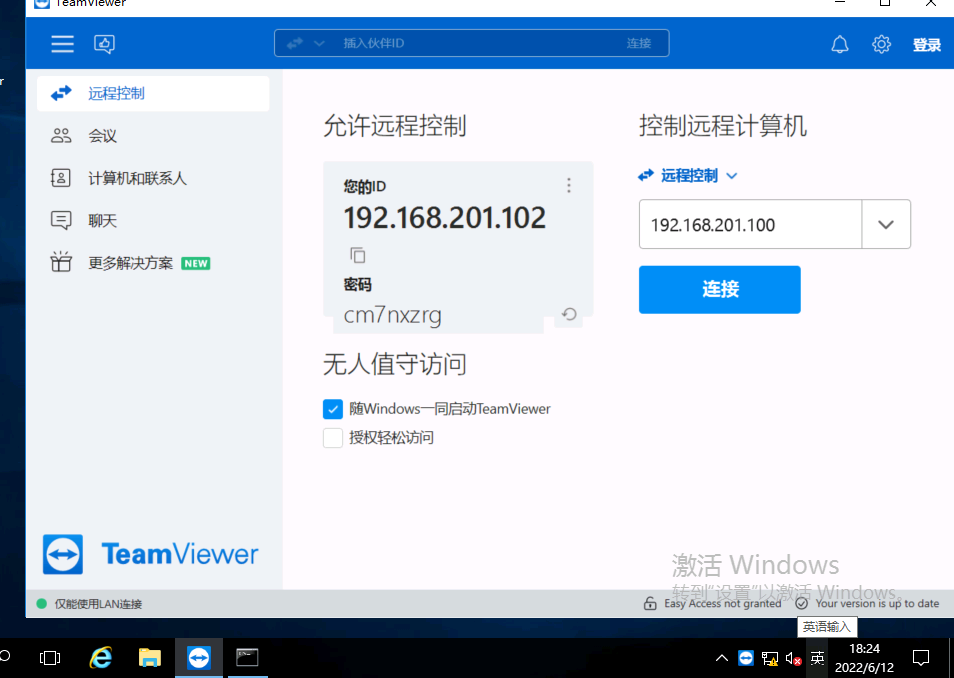 TeamViewer
插入伙伴ID
连接
登录
r
远程控制
会议
计算机和联系人
聊天
更多解决方案 NEW
允许远程控制
您的ID
192.168.201.102
密码
cm7nxzrg
无人值守访问
随Windows一同启动TeamViewer
授权轻松访问
控制远程计算机
远程控制
192.168.201.100
连接
TeamViewer
激活 Windows
转到"设置"以激活 Windows。
仅能使用LAN连接
Easy Access not granted
Your version is up to date
英语输入
英
18:24
2022/6/12